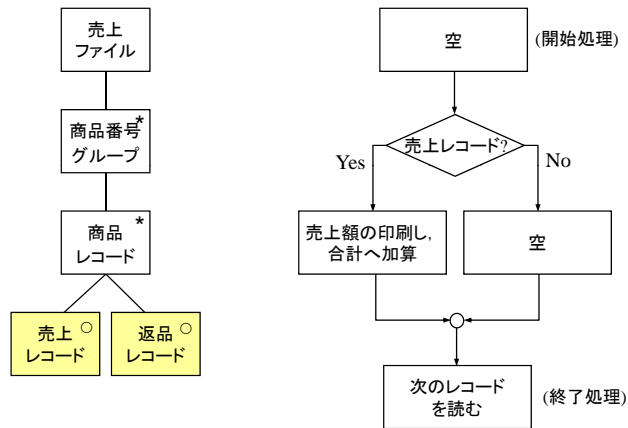 売上
ファイル
商品番号*
グループ
商品*
レコード
売上○
レコード
返品○
レコード
空
(開始処理)
売上レコード?
Yes
No
売上額の印刷し,
合計へ加算
空
次のレコード
を読む
(終了処理)